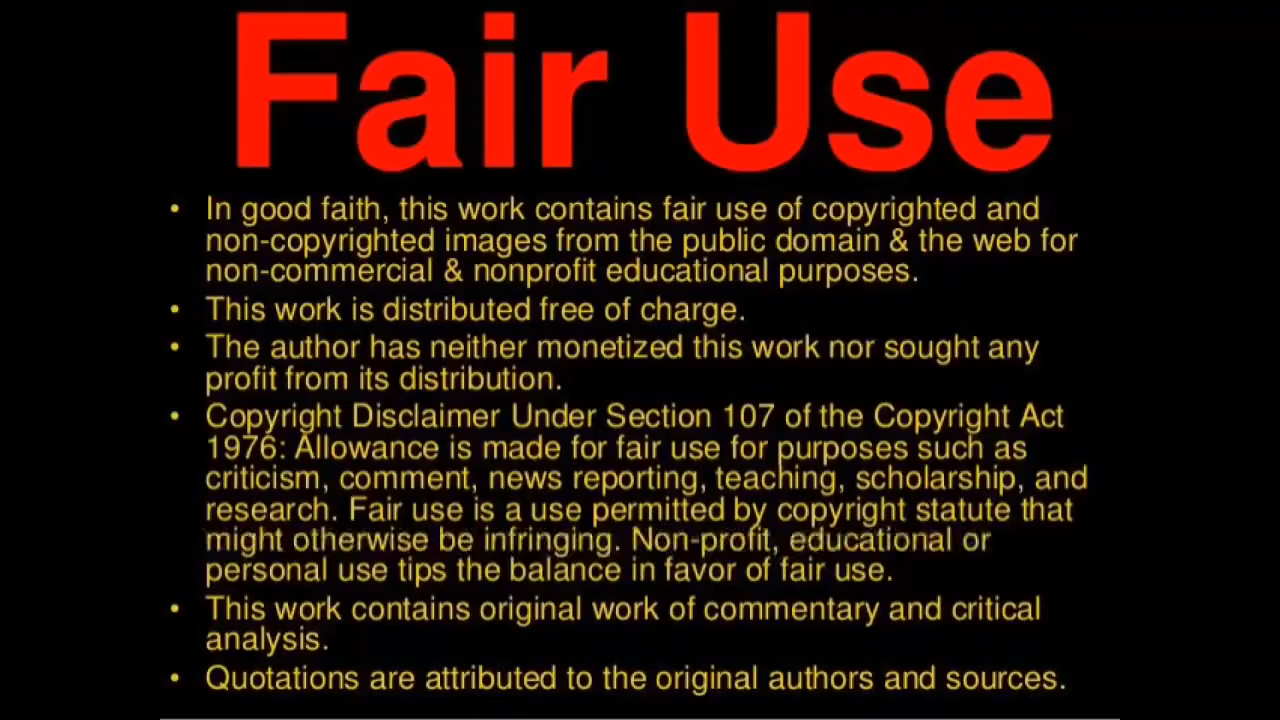 Fair Use
• In good faith, this work contains fair use of copyrighted and
non-copyrighted images from the public domain & the web for
non-commercial & nonprofit educational purposes.
• This work is distributed free of charge.
• The author has neither monetized this work nor sought any
profit from its distribution.
• Copyright Disclaimer Under Section 107 of the Copyright Act
1976: Allowance is made for fair use for purposes such as
criticism, comment, news reporting, teaching, scholarship, and
research. Fair use is a use permitted by copyright statute that
might otherwise be infringing. Non-profit, educational or
personal use tips the balance in favor of fair use.
• This work contains original work of commentary and critical
analysis.
• Quotations are attributed to the original authors and sources.